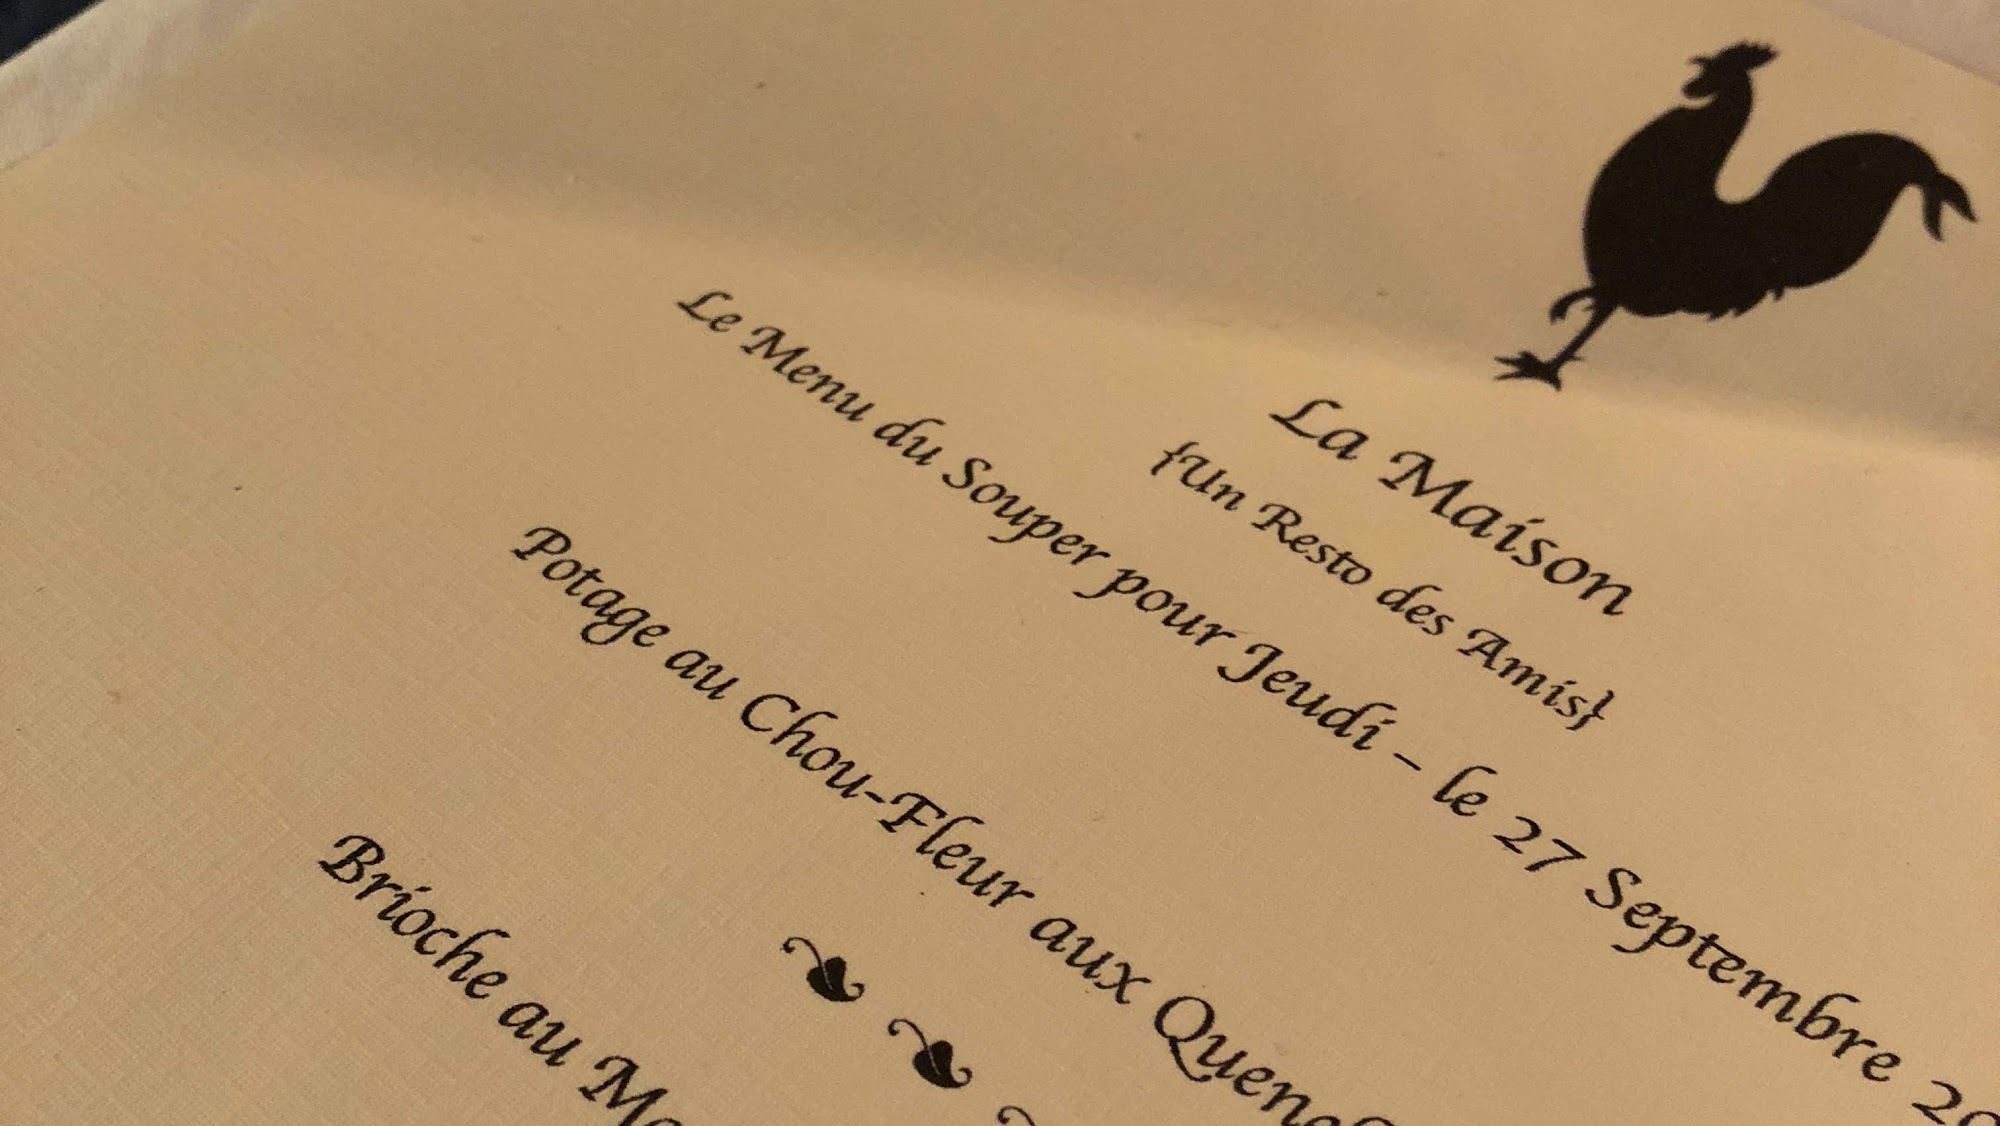 La Maison
{Un Resto des Amis}
Le Menu du Souper pour Jeudi – le 27 Septembre
Potage au Chou-Fleur aux
Brioche au